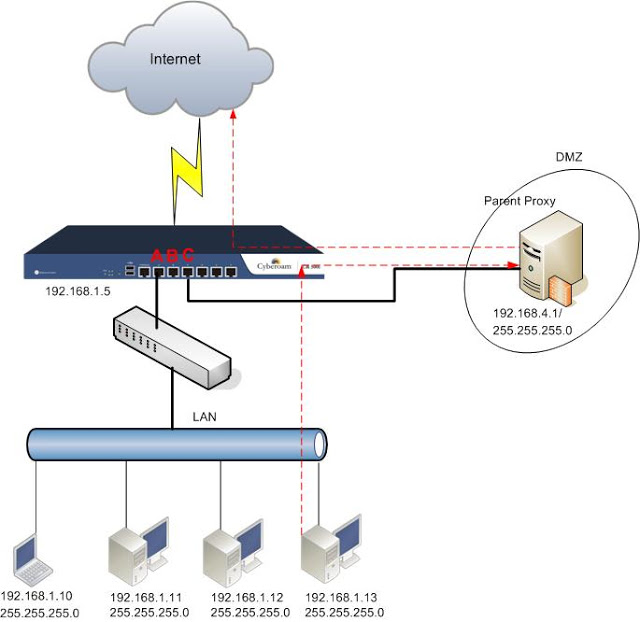 Internet
DMZ
Parent Proxy
ABC
Cyberoam
192.168.1.5
192.168.4.1/
255.255.255.0
LAN
192.168.1.10
255.255.255.0
192.168.1.11
255.255.255.0
192.168.1.12
255.255.255.0
192.168.1.13
255.255.255.0